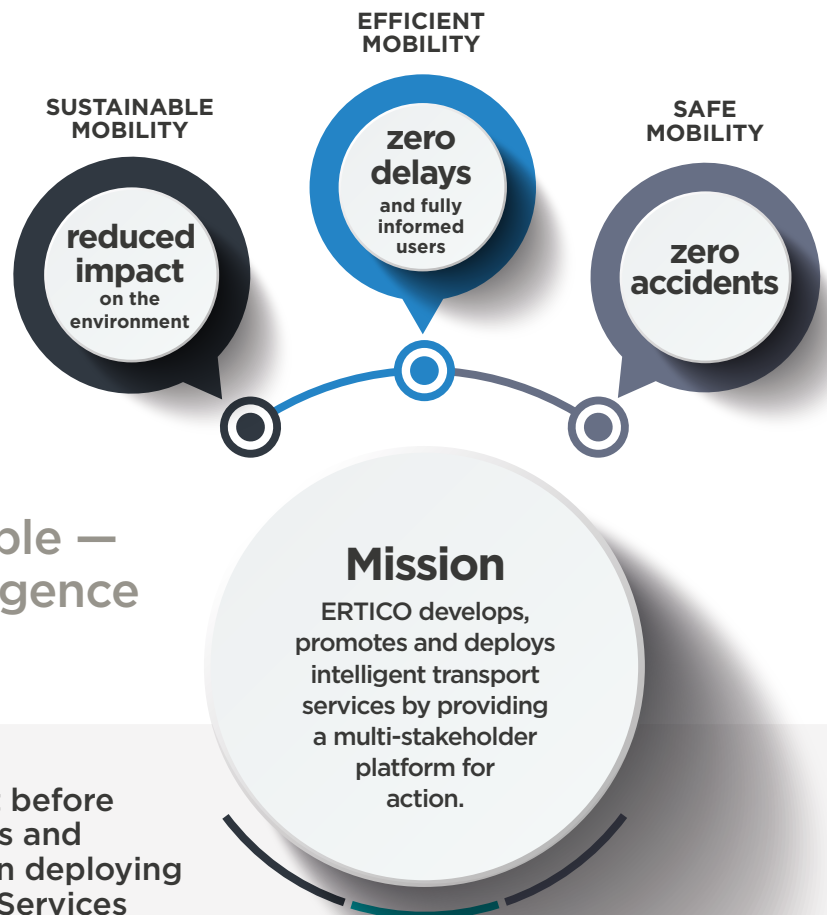 EFFICIENT
MOBILITY
SUSTAINABLE
MOBILITY
SAFE
MOBILITY
zero
delays
and fully
informed
users
reduced
impact
on the
environment
zero
accidents
Mission
ERTICO develops,
promotes and deploys
intelligent transport
services by providing
a multi-stakeholder
platform for
action.
before
and
deploying
Services